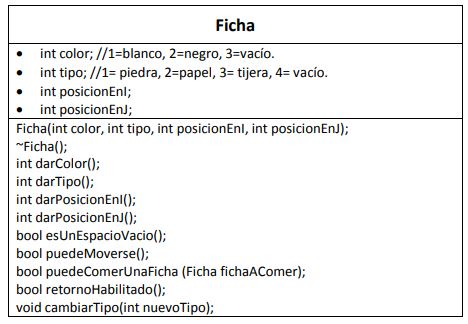 Ficha
• int color; //1=blanco, 2=negro, 3=vacío.
• int tipo; //1= piedra, 2=papel, 3= tijera, 4= vacío.
• int posicionEnI;
• int posicionEnJ;
Ficha(int color, int tipo, int posicionEnI, int posicionEnJ);
~Ficha();
int darColor();
int darTipo();
int darPosicionEnI();
int darPosicionEnJ();
bool esUnEspacioVacio();
bool puedeMoverse();
bool puedeComerUnaFicha (Ficha fichaAComer);
bool retornoHabilitado();
void cambiarTipo(int nuevoTipo);